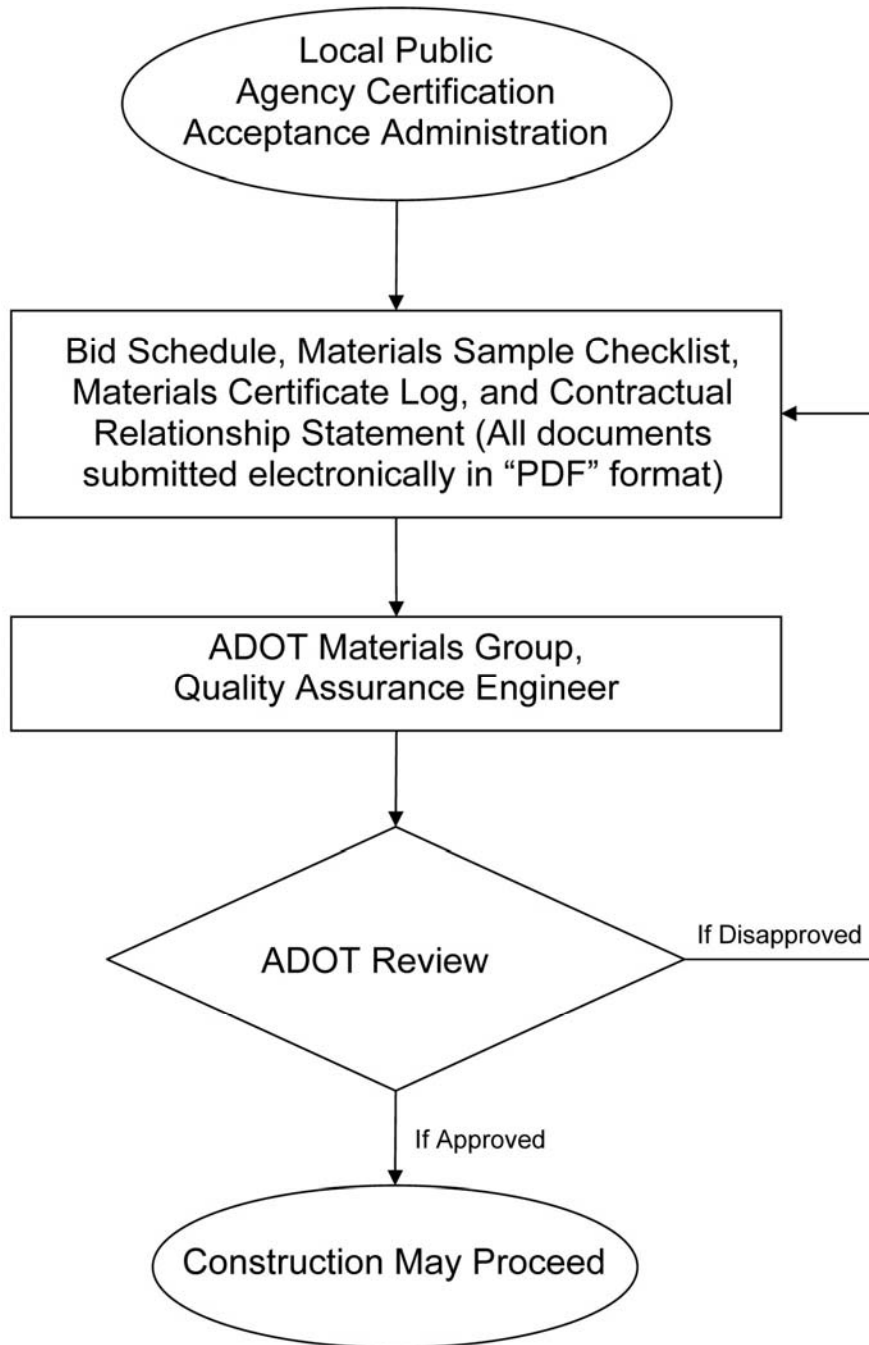 Local Public
Agency Certification
Acceptance Administration
Bid Schedule, Materials Sample Checklist,
Materials Certificate Log, and Contractual
Relationship Statement (All documents
submitted electronically in “PDF” format)
ADOT Materials Group,
Quality Assurance Engineer
ADOT Review
If Disapproved
If Approved
Construction May Proceed